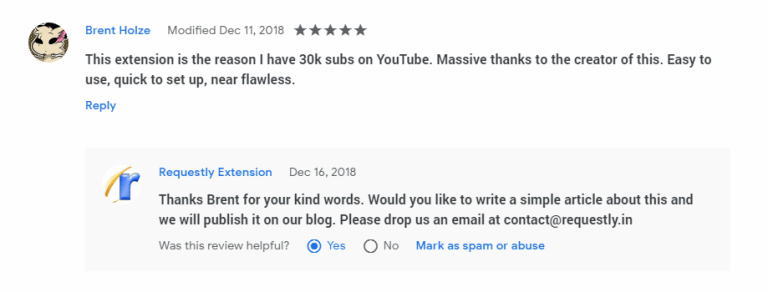 Brent Holze Modified Dec 11, 2018
This extension is the reason I have 30k subs on YouTube. Massive thanks to the creator of this. Easy to
use, quick to set up, near flawless.
Reply
Requestly Extension Dec 16, 2018
Thanks Brent for your kind words. Would you like to write a simple article about this and
we will publish it on our blog. Please drop us an email at contact@requestly.in
Was this review helpful? Yes No Mark as spam or abuse